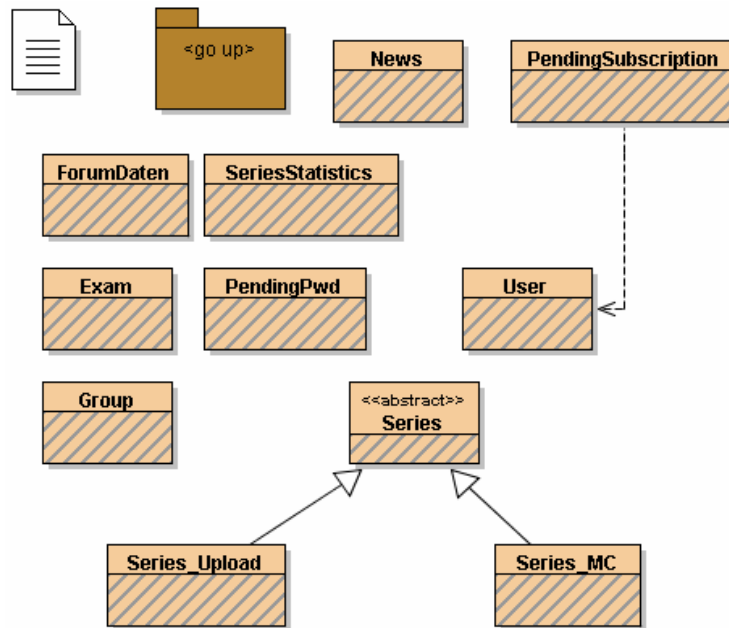 <go up>
News
PendingSubscription
ForumDaten
SeriesStatistics
Exam
PendingPwd
User
Group
<<abstract>>
Series
Series_Upload
Series_MC